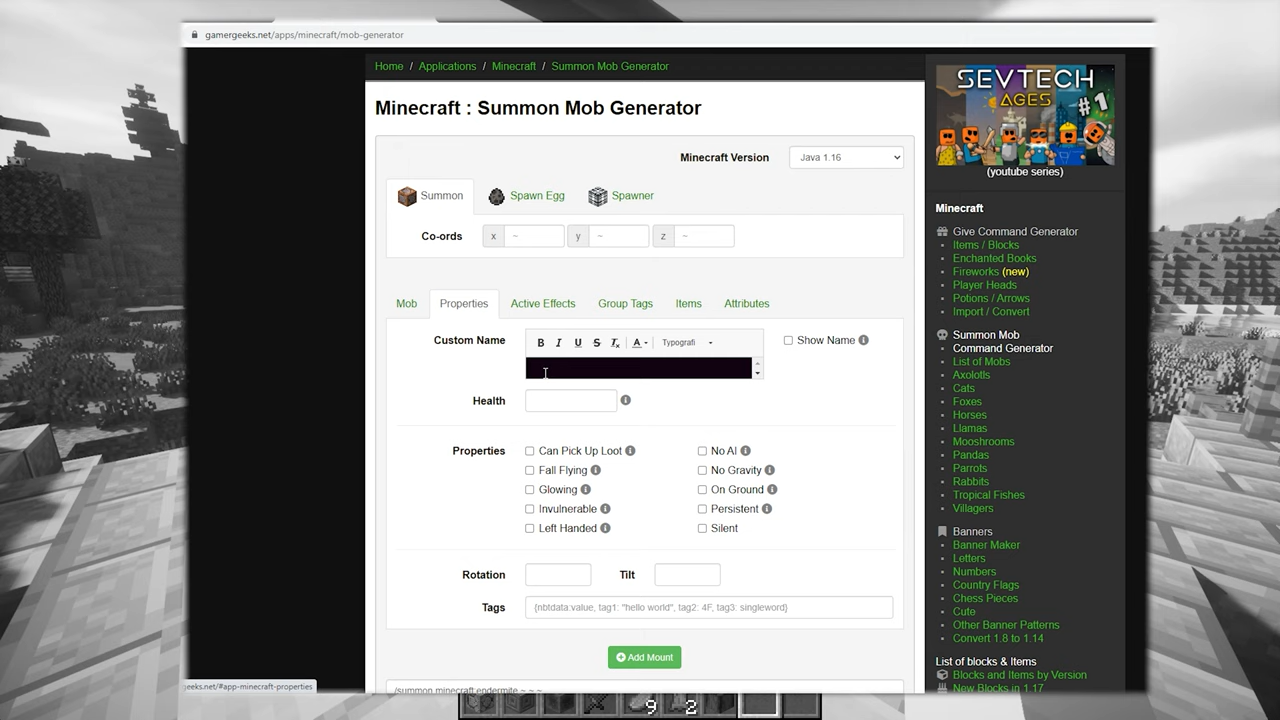 gamergeeks.net/apps/minecraft/mob-generator
Home / Applications / Minecraft / Summon Mob Generator
SEVTECH
AGES
#1
(youtube series)
Minecraft : Summon Mob Generator
Minecraft Version Java 1.16
Summon Spawn Egg Spawner
Co-ords x ~ y ~ z ~
Mob Properties Active Effects Group Tags Items Attributes
Custom Name B I U S Tx A Typografi Show Name
Health
Properties Can Pick Up Loot No AI
Fall Flying No Gravity
Glowing On Ground
Invulnerable Persistent
Left Handed Silent
Rotation Tilt
Tags {nbtdata:value, tag1: "hello world", tag2: 4F, tag3: singleword}
Add Mount
/summon minecraft:endermite ~ ~ ~
Minecraft
Give Command Generator
Items / Blocks
Enchanted Books
Fireworks (new)
Player Heads
Potions / Arrows
Import / Convert
Summon Mob
Command Generator
List of Mobs
Axolotls
Cats
Foxes
Horses
Llamas
Mooshrooms
Pandas
Parrots
Rabbits
Tropical Fishes
Villagers
Banners
Banner Maker
Letters
Numbers
Country Flags
Chess Pieces
Cute
Other Banner Patterns
Convert 1.8 to 1.14
List of blocks & Items
Blocks and Items by Version
New Blocks in 1.17
geeks.net/#app-minecraft-properties
9 2